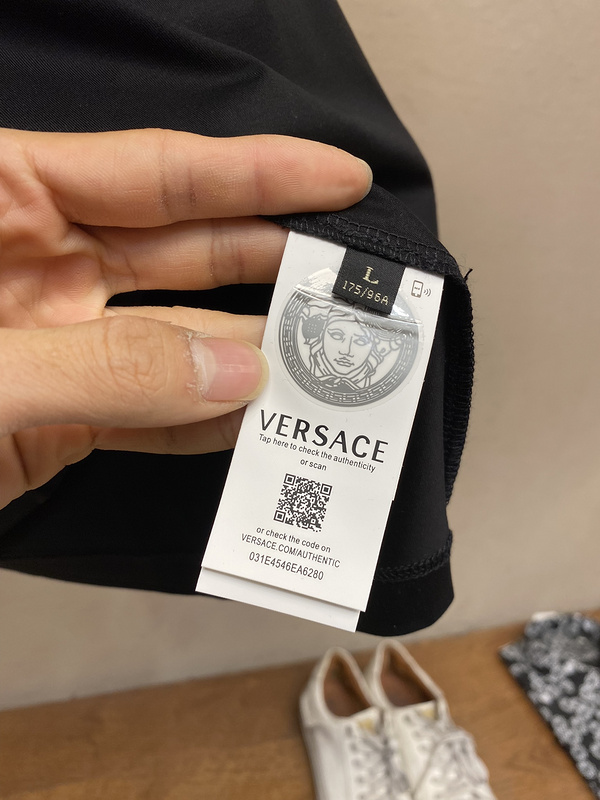 L
175/96A
VERSACE
Tap here to check the authenticity
or scan
or check the code on
VERSACE.COM/AUTHENTIC
031E4546EA6280